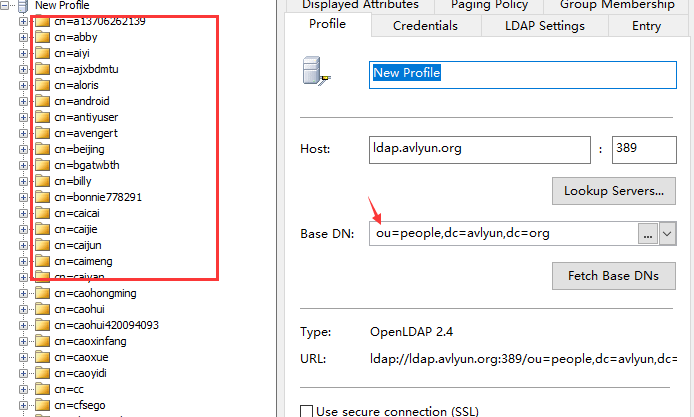 New Profile
cn=a13706262139
cn=abby
cn=aiyi
cn=ajxbdmtu
cn=aloris
cn=android
cn=antiyuser
cn=avengert
cn=beijing
cn=bgatwbth
cn=billy
cn=bonnie778291
cn=caicai
cn=caijie
cn=caijun
cn=caimeng
cn=caiyan
cn=caohongming
cn=caohui
cn=caohui420094093
cn=caoxinfang
cn=caoxue
cn=caoyidi
cn=cc
cn=cfsego
Displayed Attributes Paging Policy Group Membership
Profile Credentials LDAP Settings Entry
New Profile
Host: ldap.avlyun.org : 389
Lookup Servers...
Base DN: ou=people,dc=avlyun,dc=org ...
Fetch Base DNs
Type: OpenLDAP 2.4
URL: ldap://ldap.avlyun.org:389/ou=people,dc=avlyun,dc=
Use secure connection (SSL)